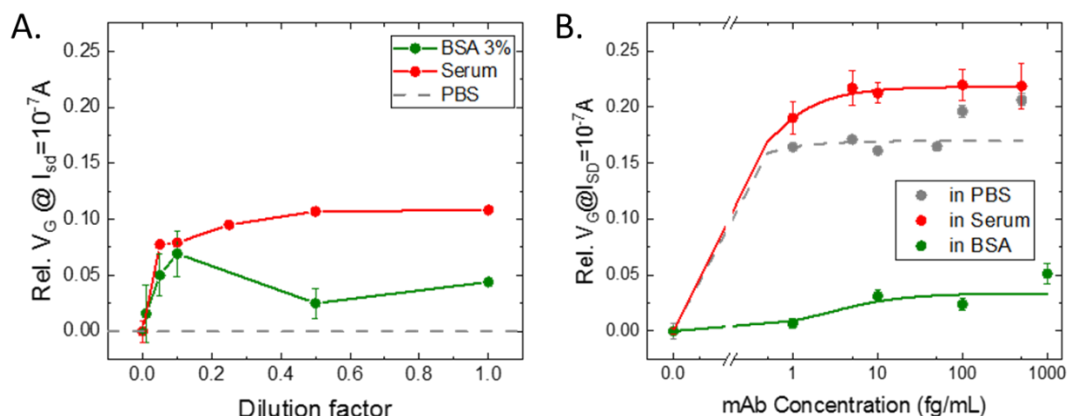 A.
0.25
0.20
0.15
0.10
0.05
0.00
Rel. V_G @ I_sd=10^-7A
BSA 3%
Serum
PBS
0.0 0.2 0.4 0.6 0.8 1.0
Dilution factor
B.
0.25
0.20
0.15
0.10
0.05
0.00
Rel. V_G@I_SD=10^-7A
in PBS
in Serum
in BSA
0.0 1 10 100 1000
mAb Concentration (fg/mL)